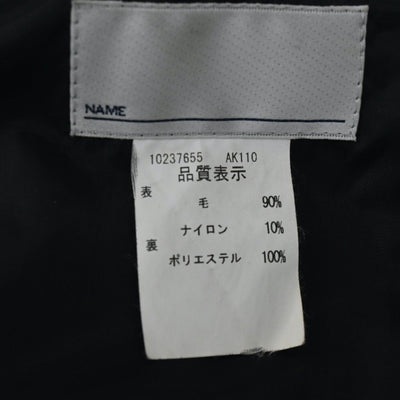 NAME
10237655 AK110
品質表示
表 毛 90%
ナイロン 10%
裏
ポリエステル 100%